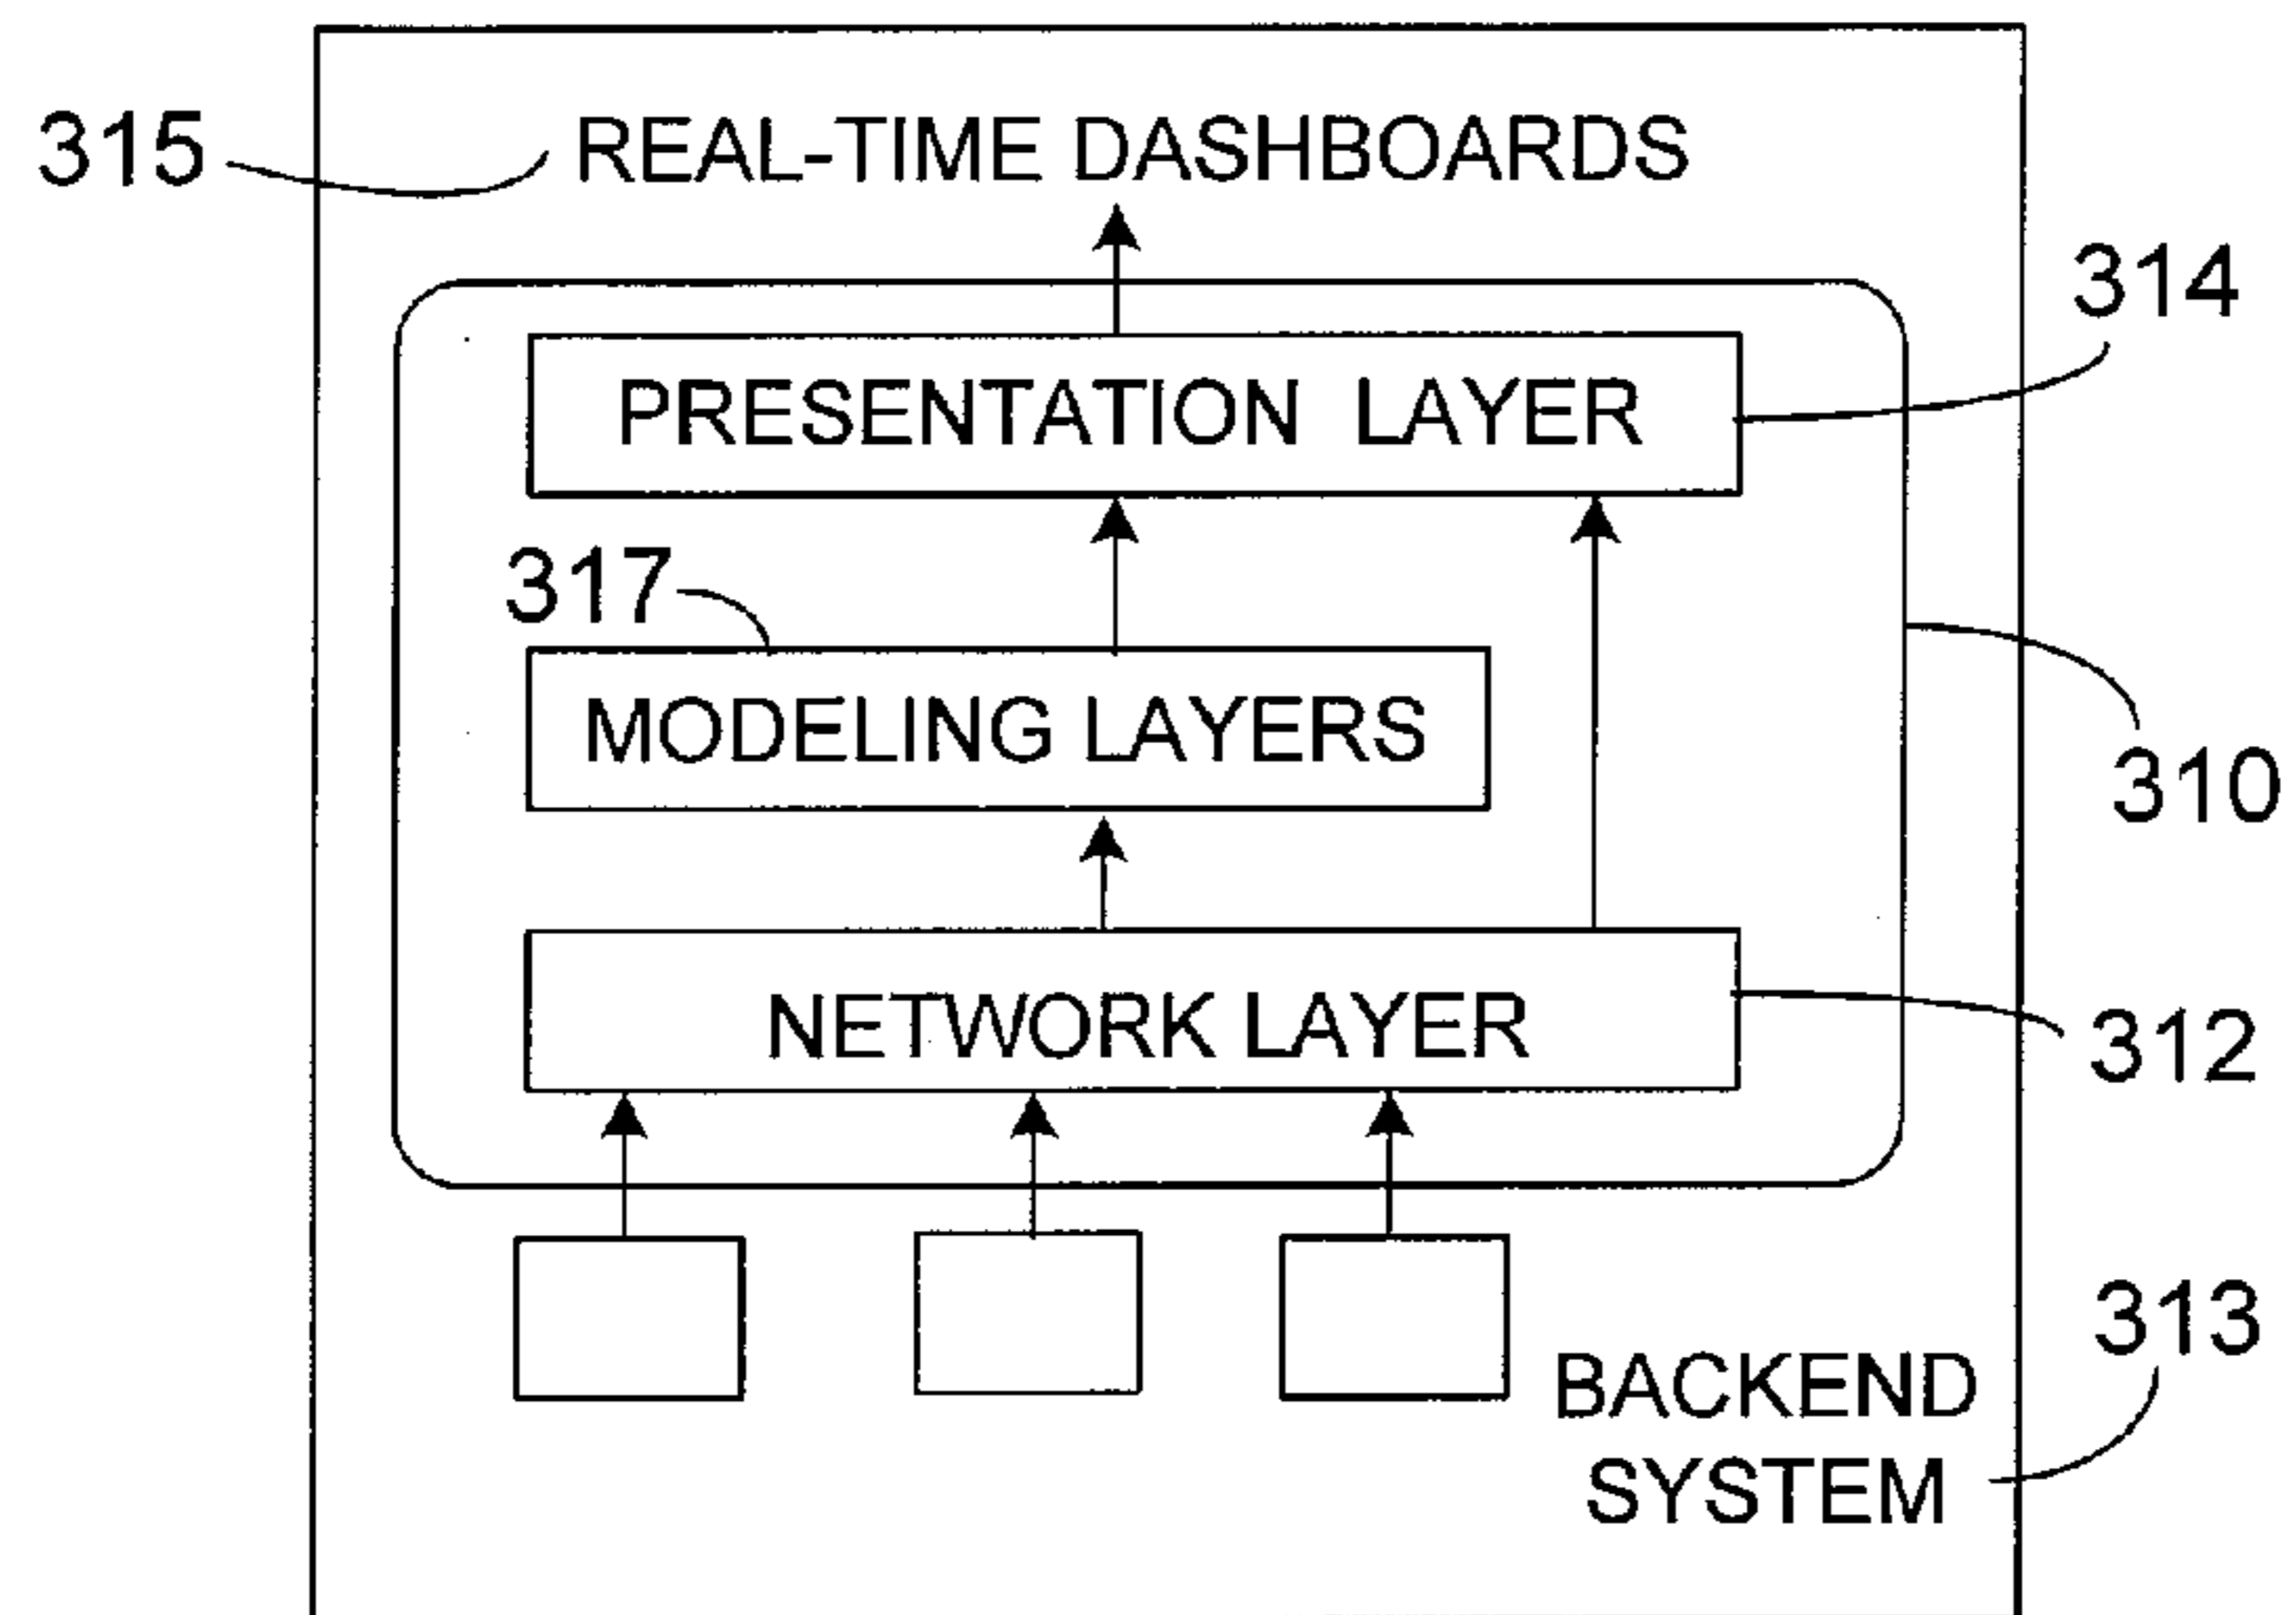 315 REAL-TIME DASHBOARDS
314
PRESENTATION LAYER
317
MODELING LAYERS
310
NETWORK LAYER
312
313
BACKEND
SYSTEM